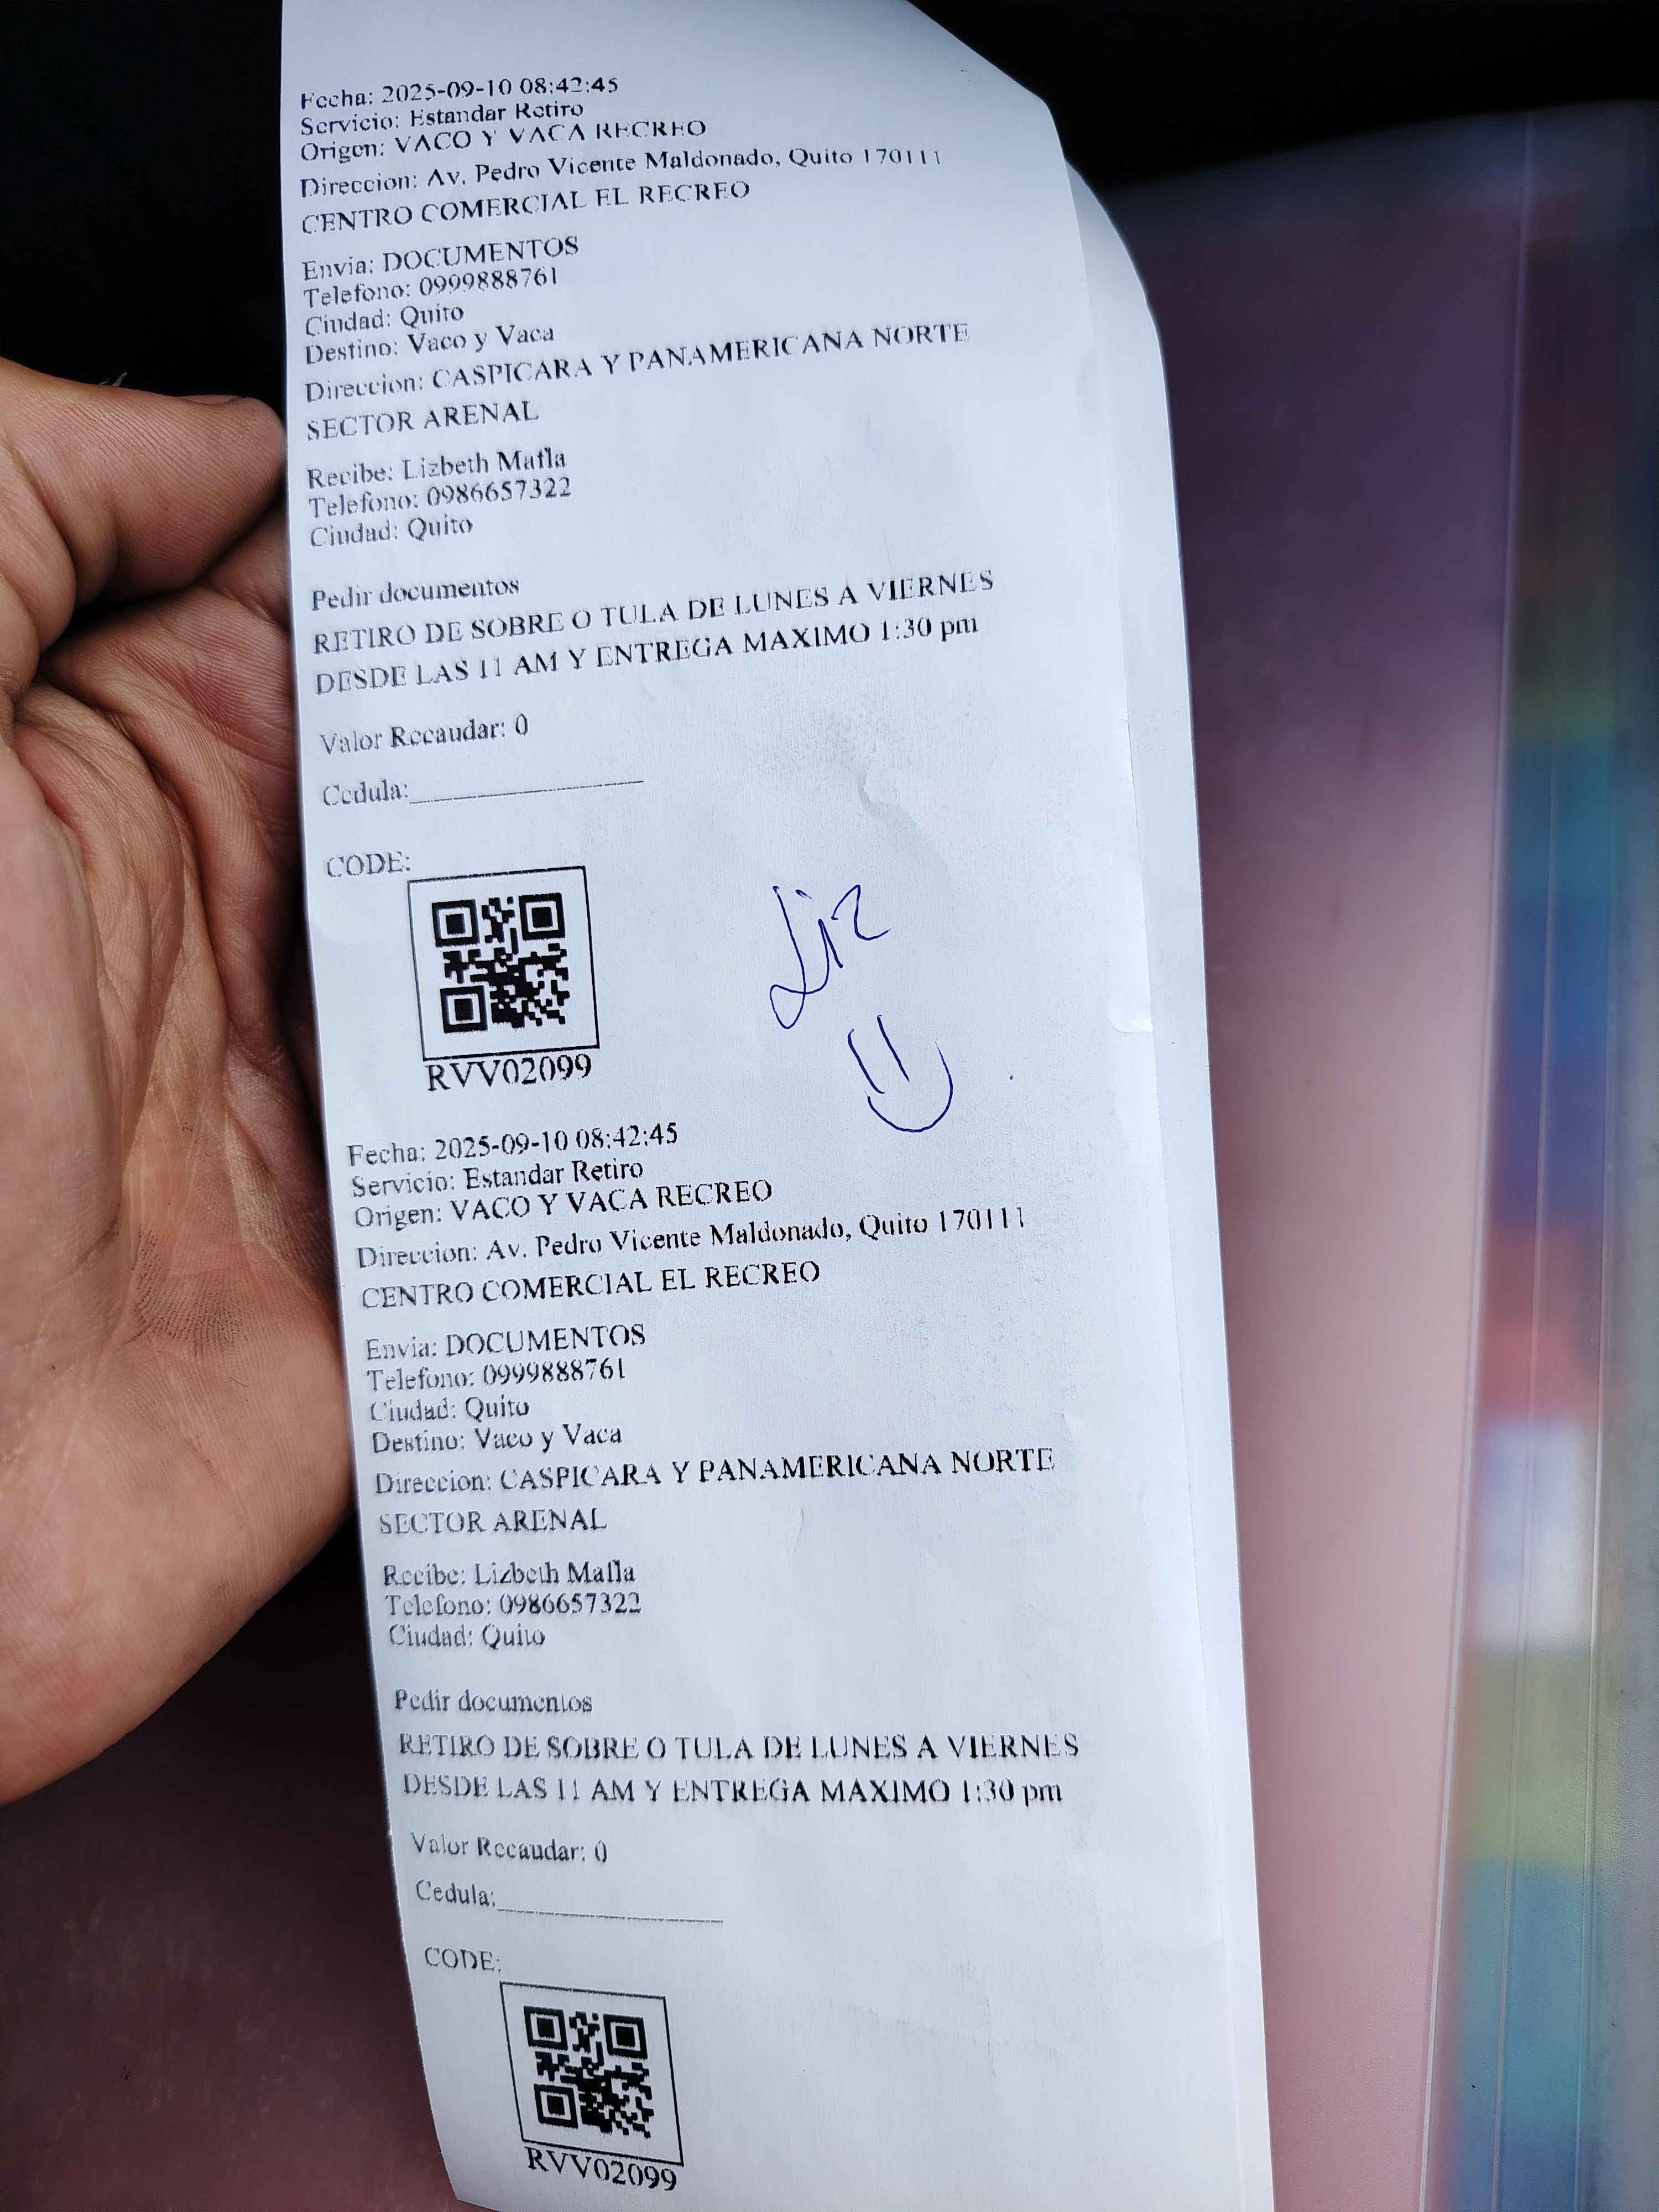 Fecha: 2025-09-10 08:42:45
Servicio: Estandar Retiro
Origen: VACO Y VACA RECREO
Direccion: Av. Pedro Vicente Maldonado, Quito 170111
CENTRO COMERCIAL EL RECREO
Envia: DOCUMENTOS
Telefono: 0999888761
Ciudad: Quito
Destino: Vaco y Vaca
Direccion: CASPICARA Y PANAMERICANA NORTE
SECTOR ARENAL
Recibe: Lizbeth Mafla
Telefono: 0986657322
Ciudad: Quito
Pedir documentos
RETIRO DE SOBRE O TULA DE LUNES A VIERNES
DESDE LAS 11 AM Y ENTREGA MAXIMO 1:30 pm
Valor Recaudar: 0
Cedula:
CODE:
Liz
RVV02099
Fecha: 2025-09-10 08:42:45
Servicio: Estandar Retiro
Origen: VACO Y VACA RECREO
Direccion: Av. Pedro Vicente Maldonado, Quito 170111
CENTRO COMERCIAL EL RECREO
Envia: DOCUMENTOS
Telefono: 0999888761
Ciudad: Quito
Destino: Vaco y Vaca
Direccion: CASPICARA Y PANAMERICANA NORTE
SECTOR ARENAL
Recibe: Lizbeth Mafla
Telefono: 0986657322
Ciudad: Quito
Pedir documentos
RETIRO DE SOBRE O TULA DE LUNES A VIERNES
DESDE LAS 11 AM Y ENTREGA MAXIMO 1:30 pm
Valor Recaudar: 0
Cedula:
CODE:
RVV02099